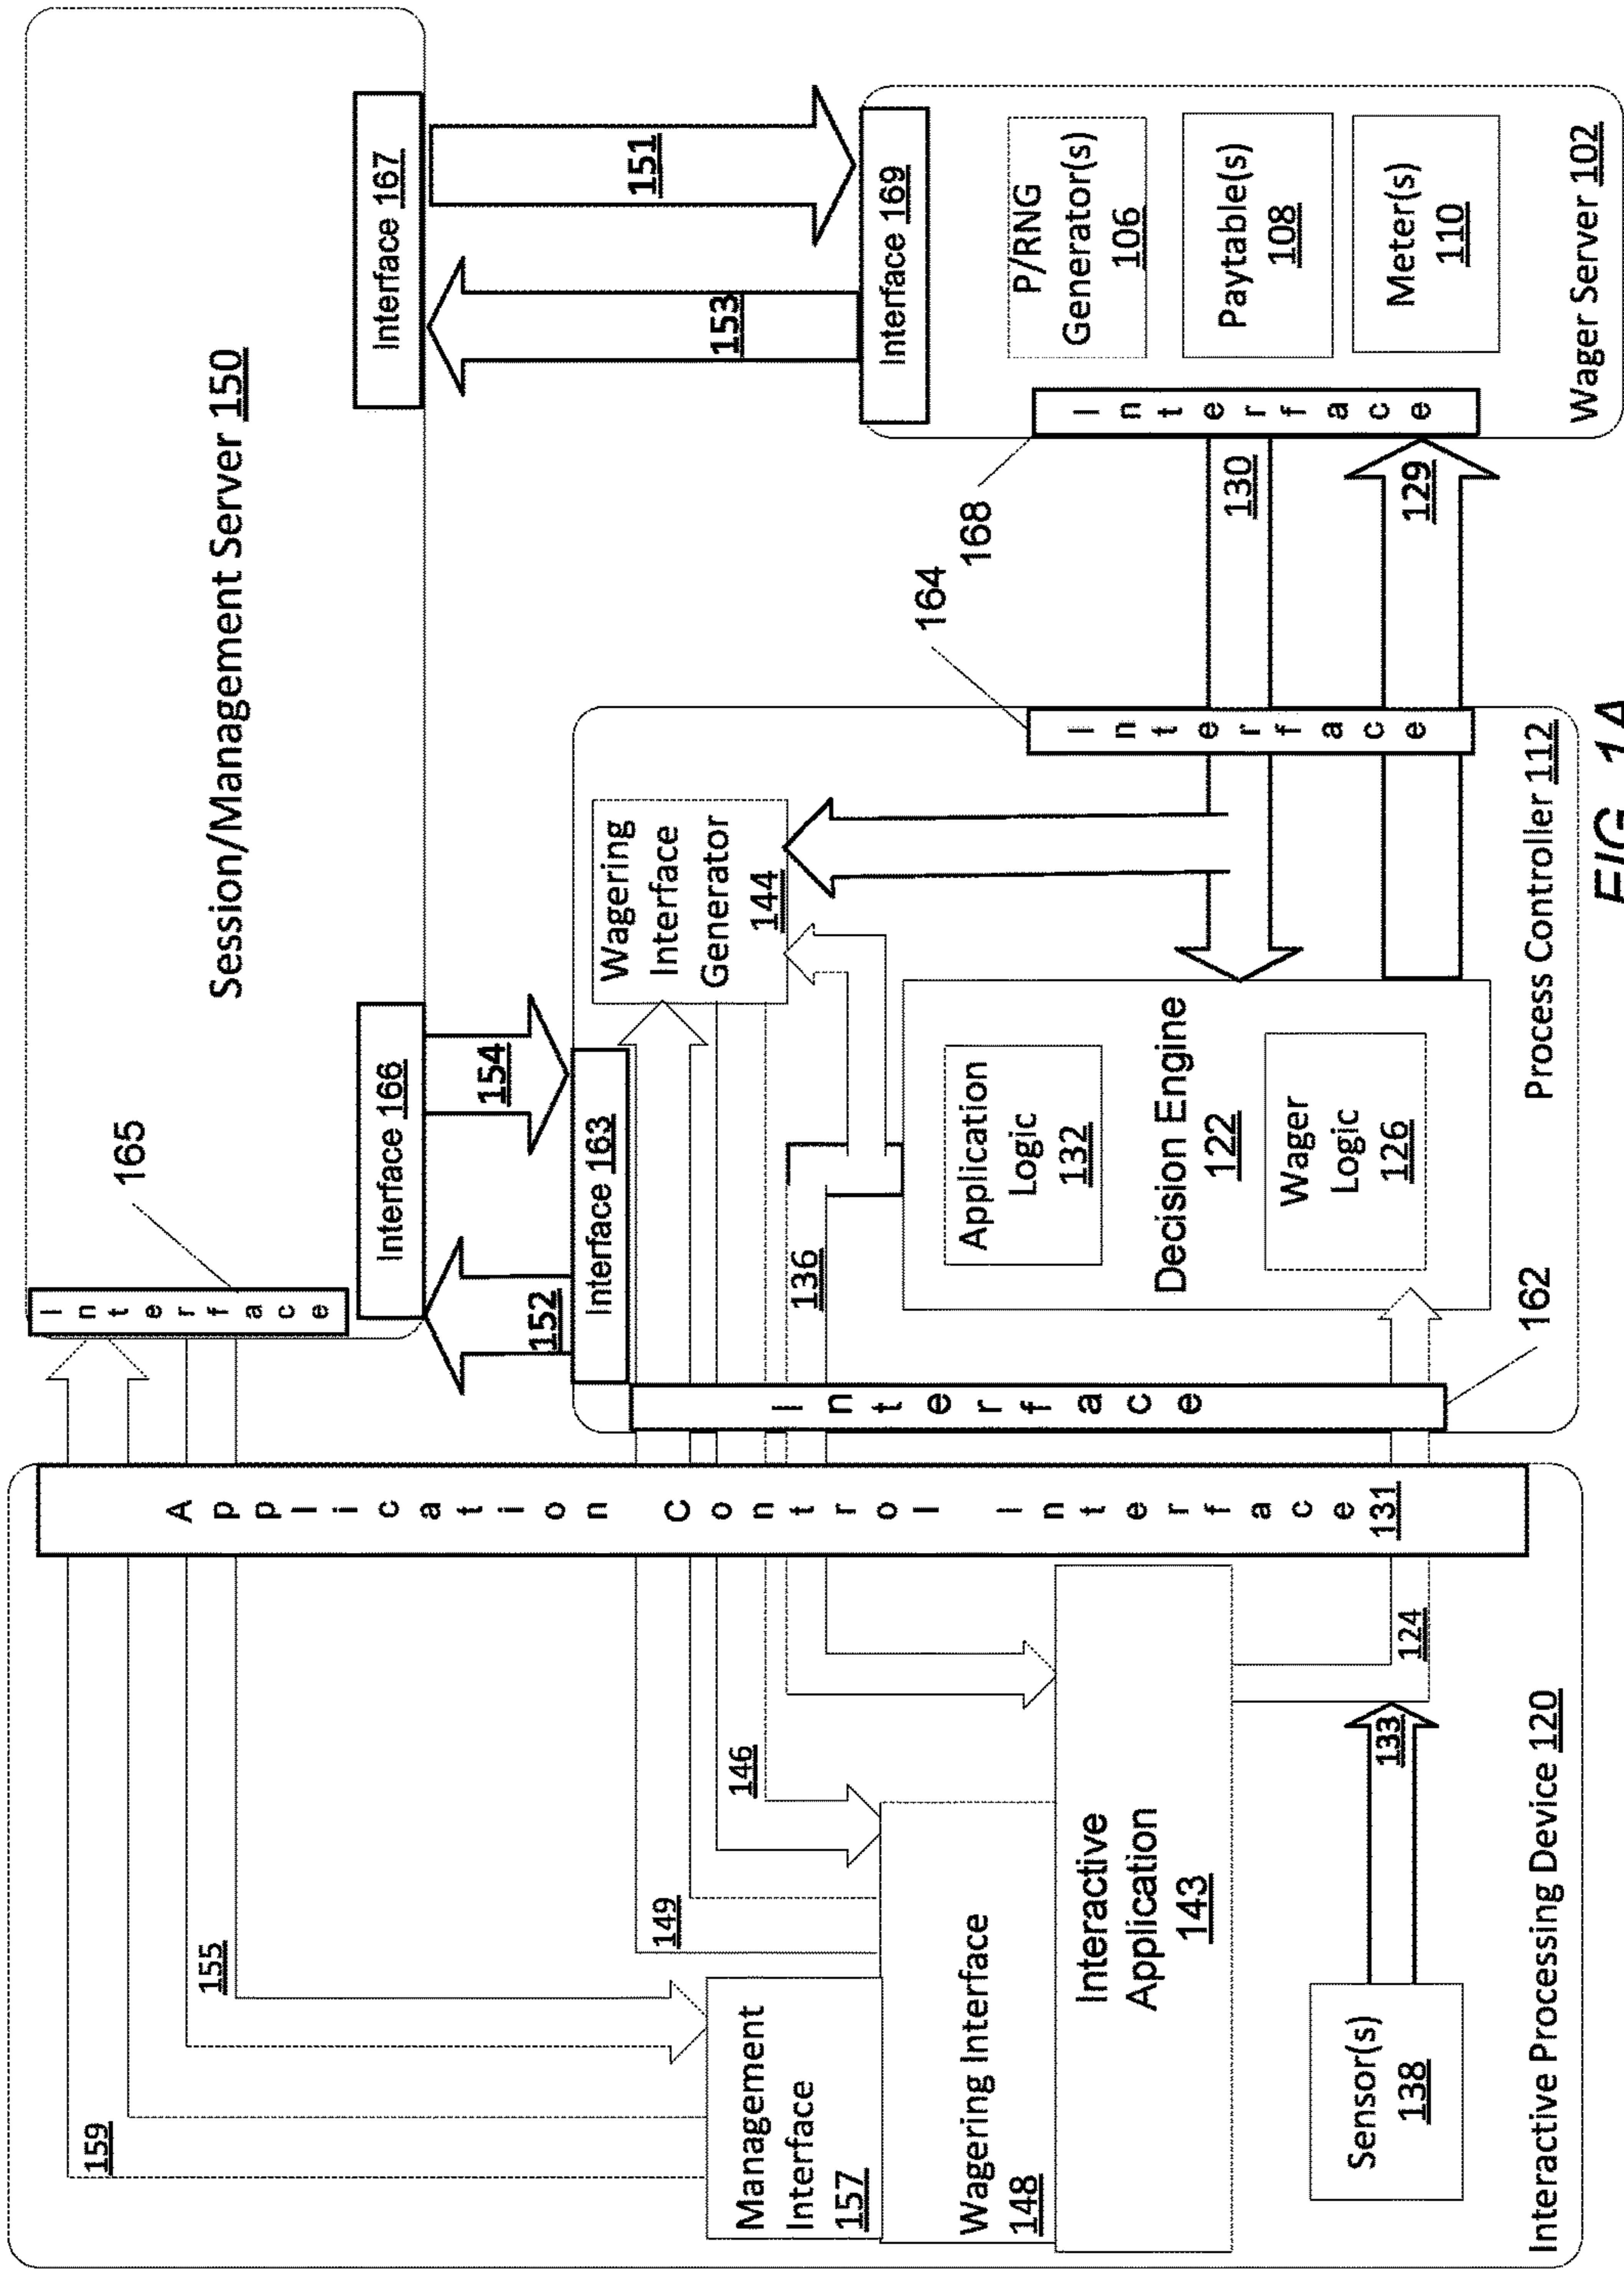 Session/Management Server 150
Interface
165
Interface 166
Interface 167
159
155
152
154
153
151
Application Control Interface 131
Management
Interface
157
149
146
Wagering Interface
148
Interactive
Application
143
Sensor(s)
138
133
124
Interactive Processing Device 120
Interface 163
Interface
162
136
Wagering
Interface
Generator
144
Application
Logic
132
Decision Engine
122
Wager
Logic
126
Process Controller 112
Interface
164
168
130
129
Interface 169
Interface
P/RNG
Generator(s)
106
Paytable(s)
108
Meter(s)
110
Wager Server 102
FIG. 1A